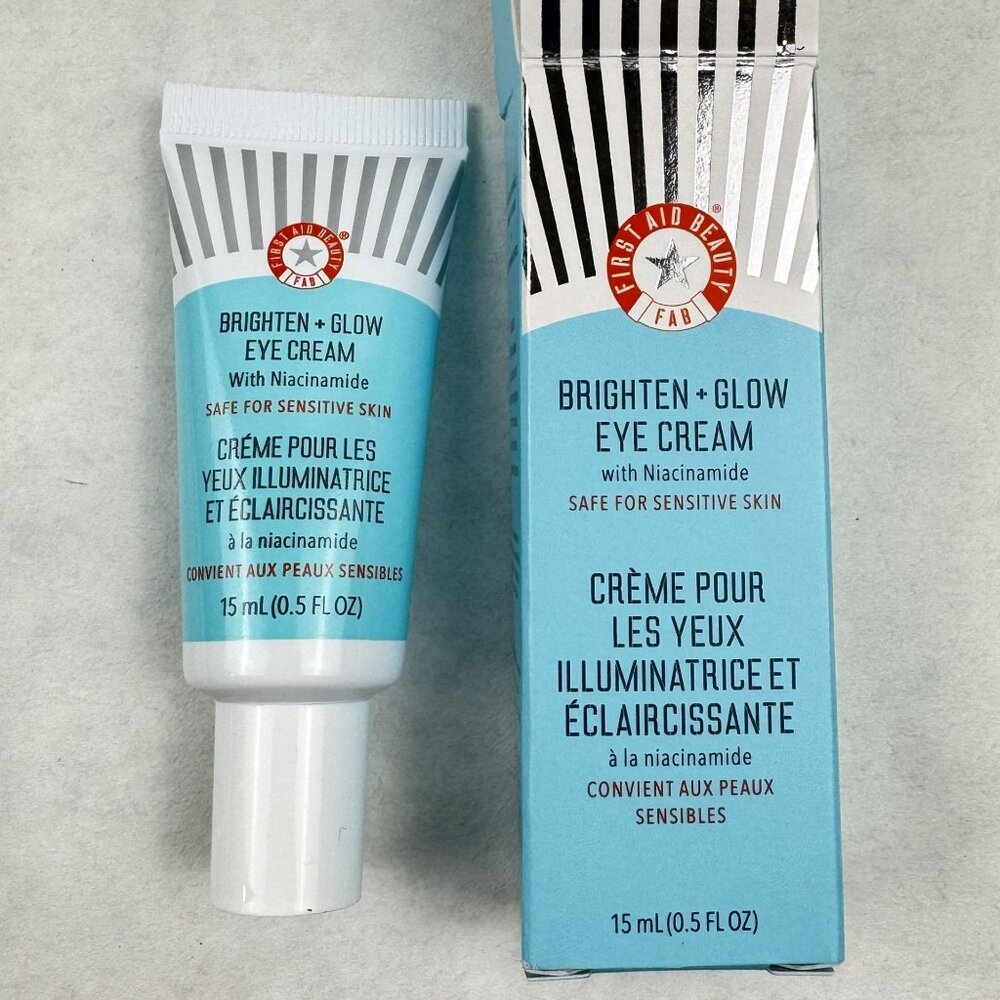 FIRST AID BEAUTY
FAB
BRIGHTEN + GLOW
EYE CREAM
With Niacinamide
SAFE FOR SENSITIVE SKIN
CRÉME POUR LES
YEUX ILLUMINATRICE
ET ÉCLAIRCISSANTE
à la niacinamide
CONVIENT AUX PEAUX SENSIBLES
15 mL (0.5 FL OZ)
FIRST AID BEAUTY
FAB
BRIGHTEN + GLOW
EYE CREAM
with Niacinamide
SAFE FOR SENSITIVE SKIN
CRÈME POUR
LES YEUX
ILLUMINATRICE ET
ÉCLAIRCISSANTE
à la niacinamide
CONVIENT AUX PEAUX
SENSIBLES
15 mL (0.5 FL OZ)